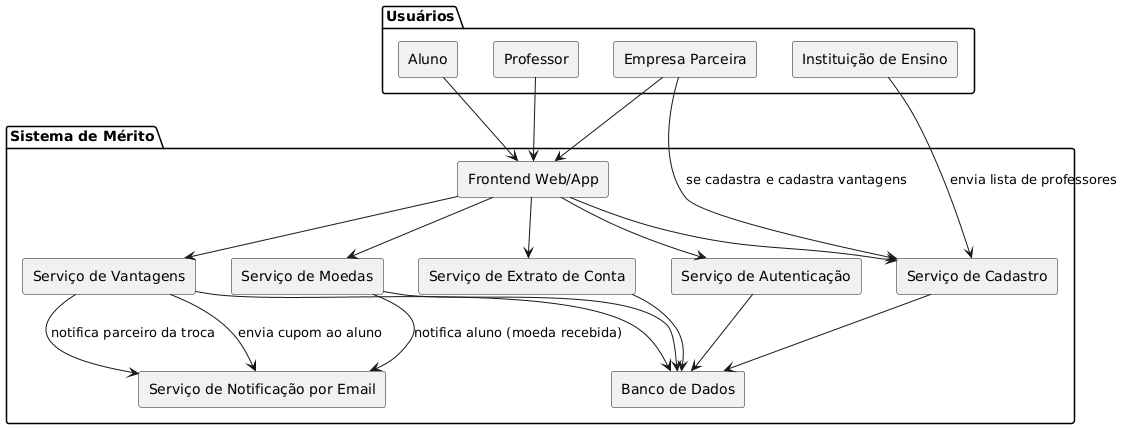 Usuários
Aluno
Professor
Empresa Parceira
Instituição de Ensino
Sistema de Mérito
Frontend Web/App
se cadastra e cadastra vantagens
envia lista de professores
Serviço de Vantagens
Serviço de Moedas
Serviço de Extrato de Conta
Serviço de Autenticação
Serviço de Cadastro
notifica parceiro da troca
envia cupom ao aluno
notifica aluno (moeda recebida)
Serviço de Notificação por Email
Banco de Dados